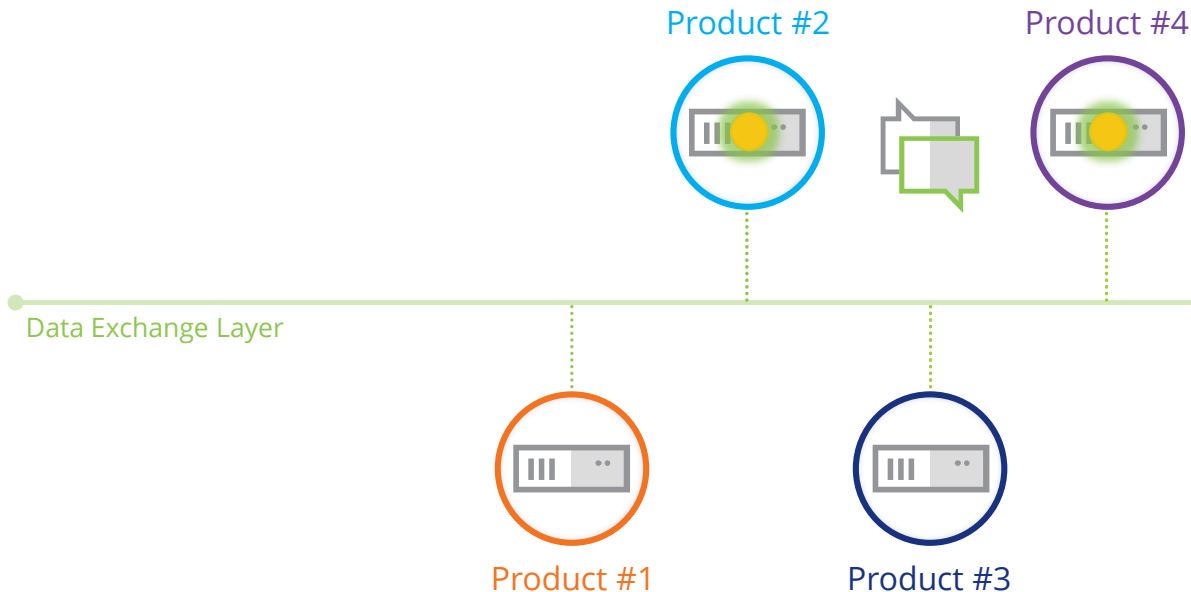 Product #2
Product #4
Data Exchange Layer
Product #1
Product #3